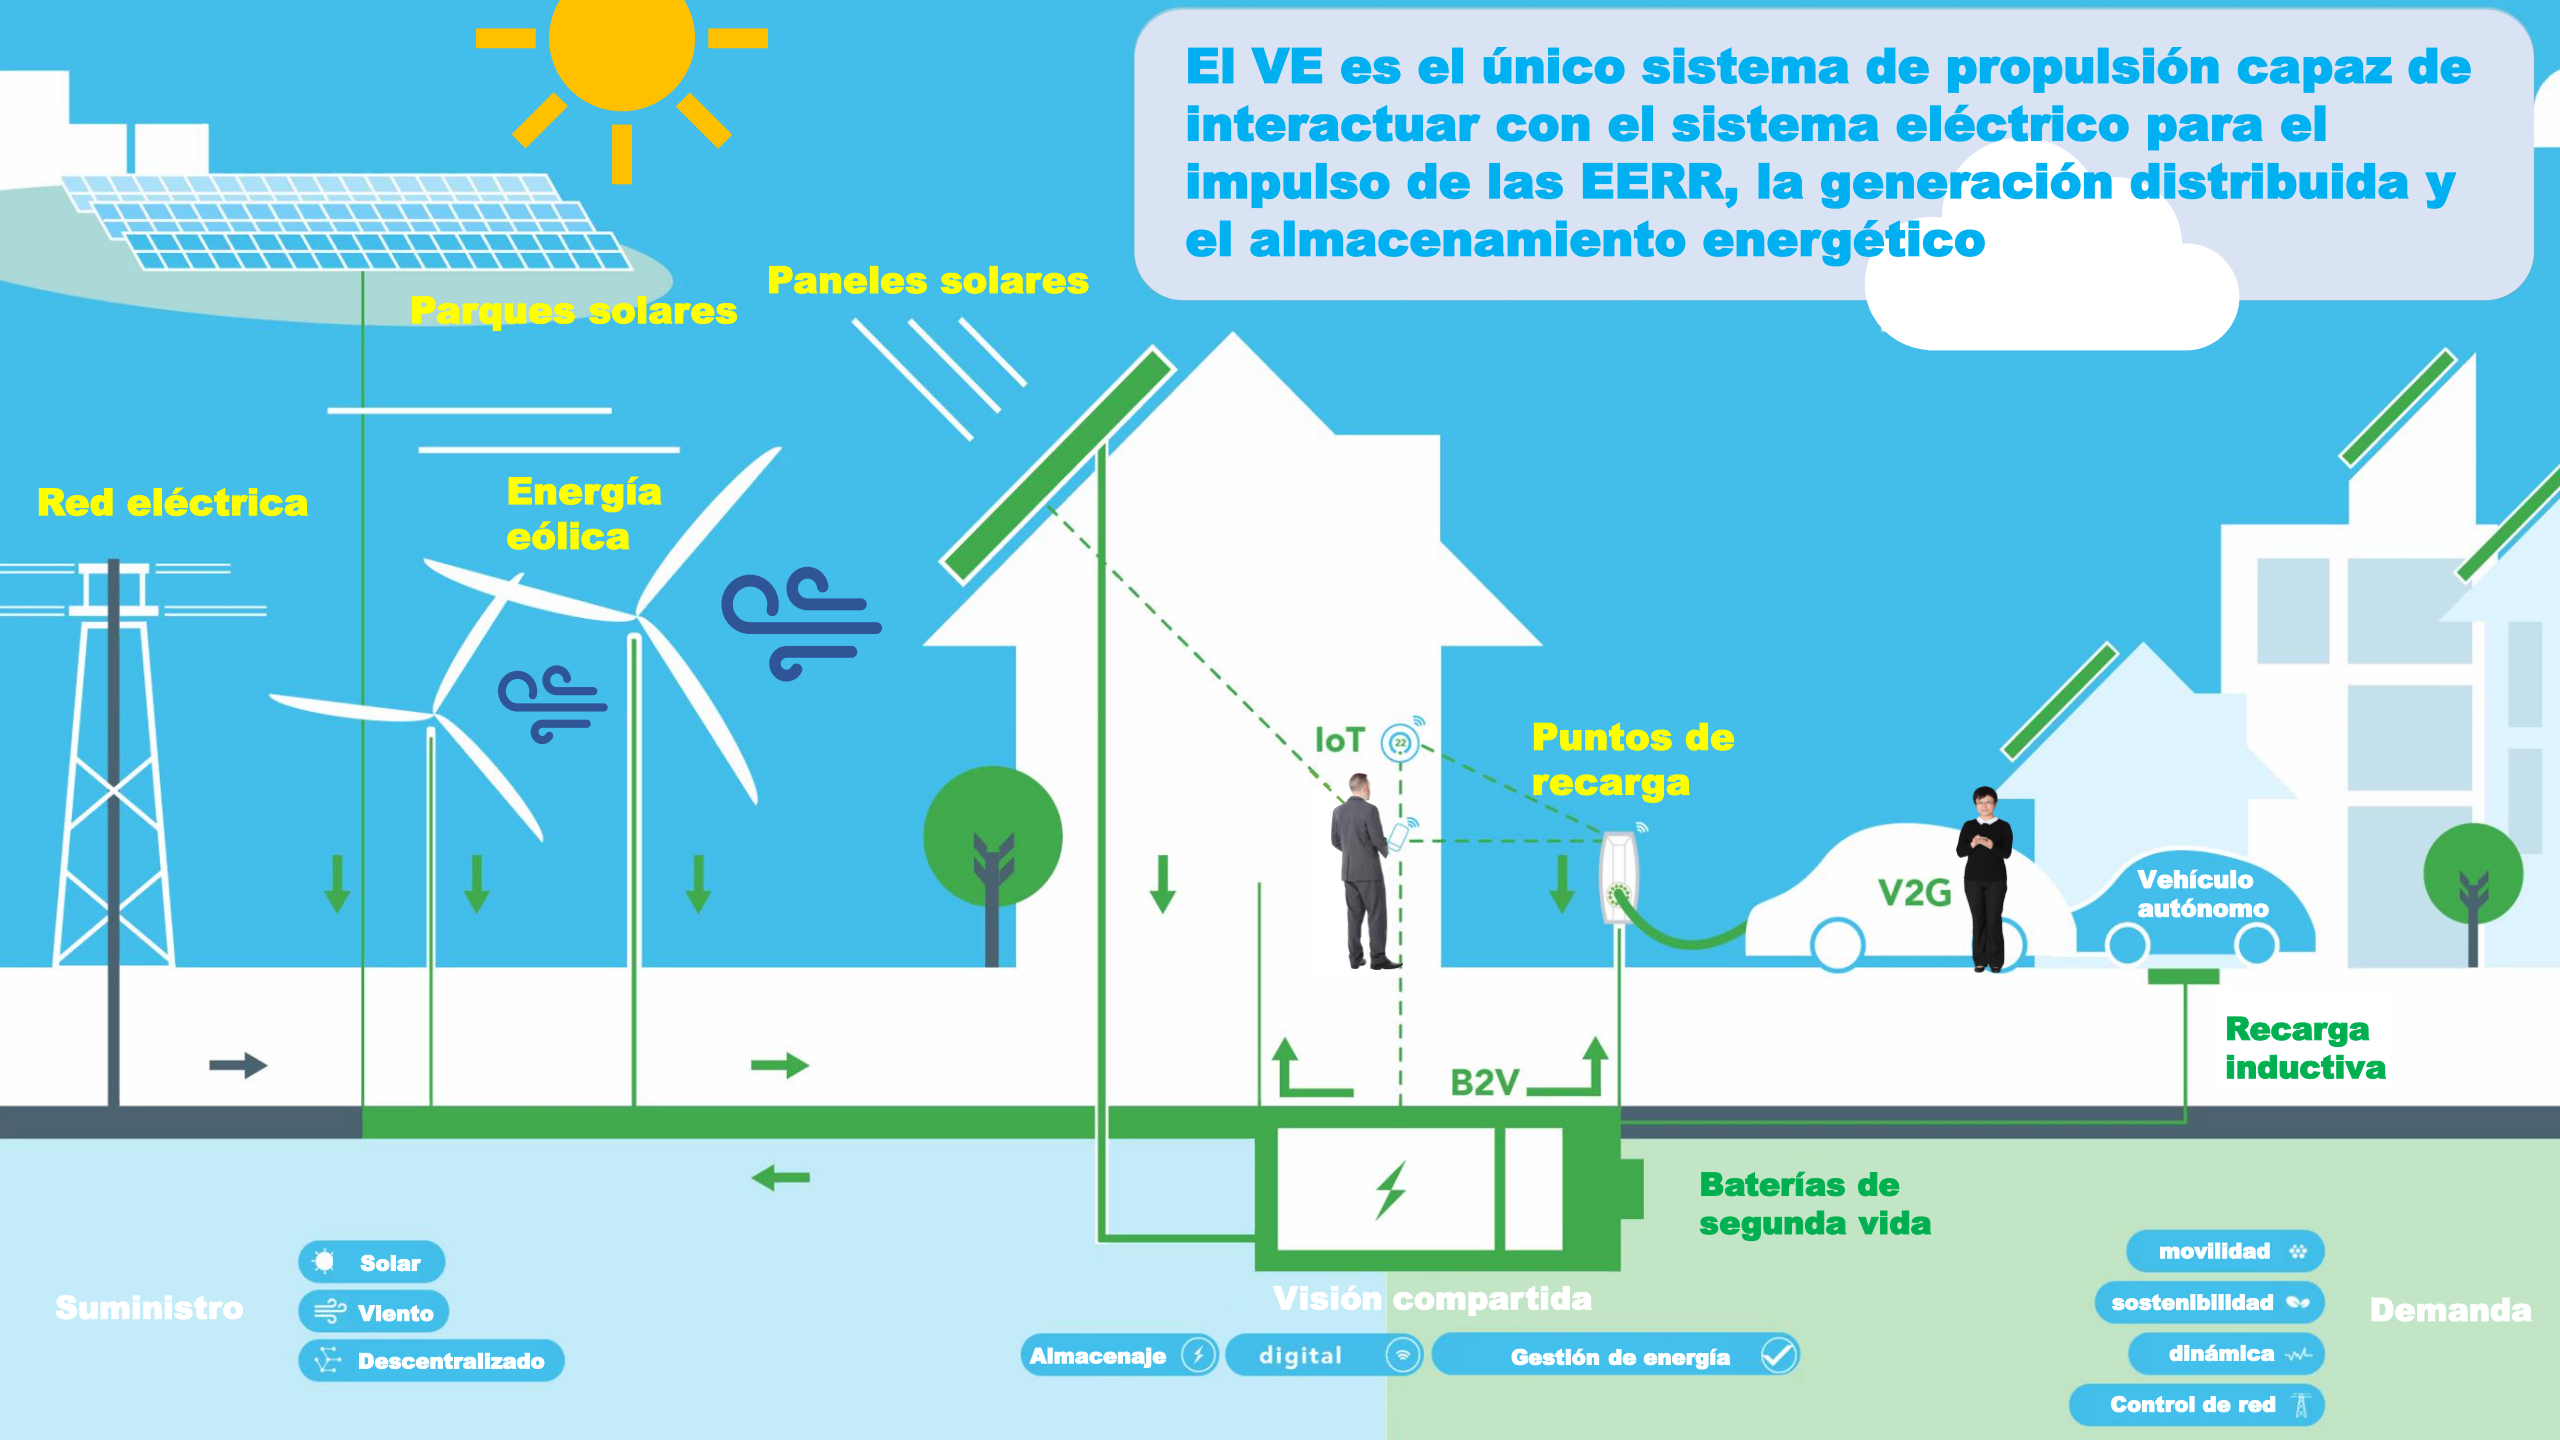 El VE es el único sistema de propulsión capaz de
interactuar con el sistema eléctrico para el
impulso de las EERR, la generación distribuida y
el almacenamiento energético
Paneles solares
Parques solares
Red eléctrica
Energía
eólica
IoT
22
Puntos de
recarga
V2G
Vehículo
autónomo
Recarga
inductiva
B2V
Baterías de
segunda vida
Suministro
Solar
Viento
Descentralizado
Visión compartida
Almacenaje
digital
Gestión de energía
movilidad
sostenibilidad
dinámica
Control de red
Demanda